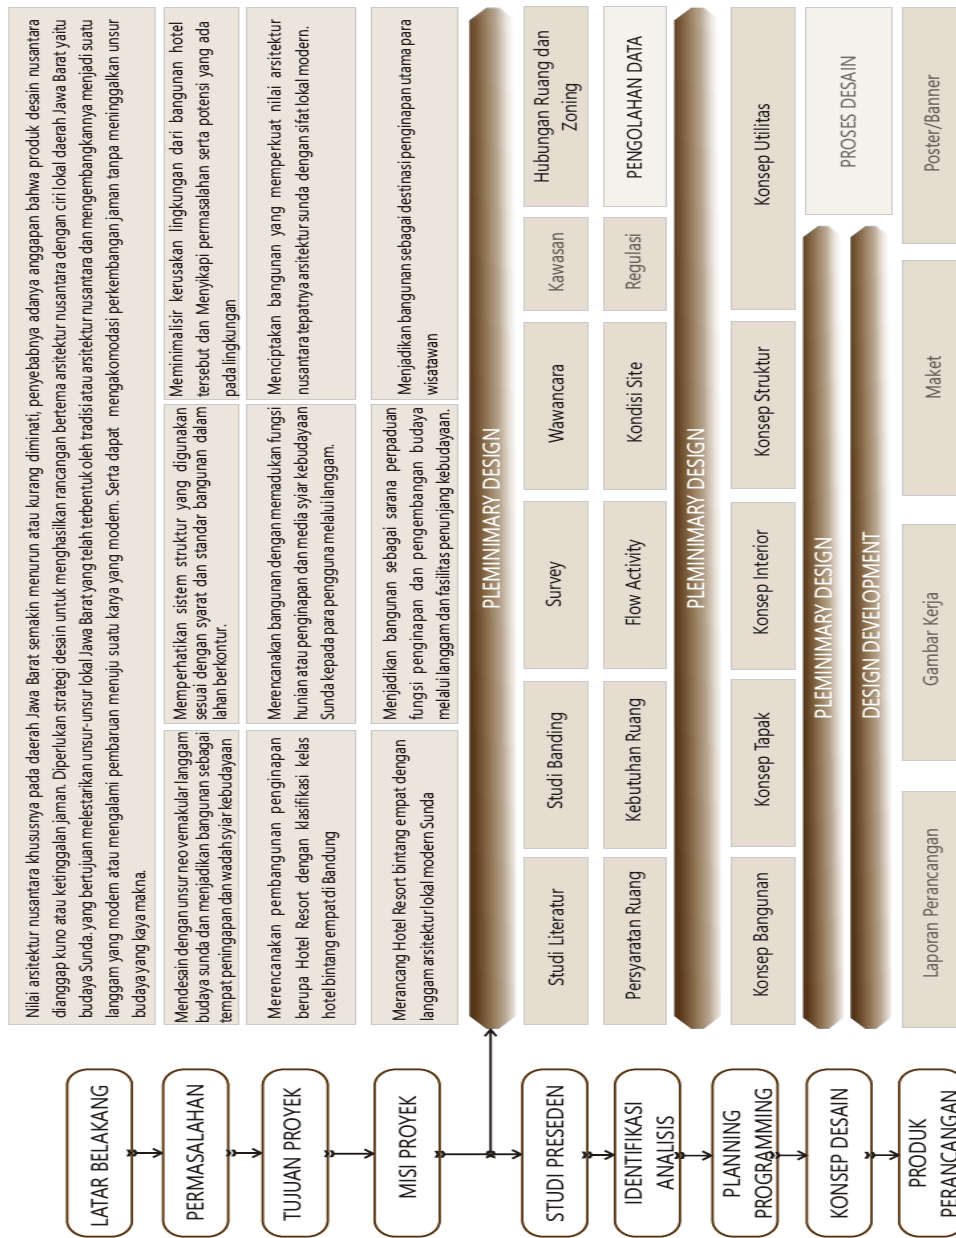 LATAR BELAKANG
Nilai arsitektur nusantara khususnya pada daerah Jawa Barat semakin menurun atau kurang diminati, penyebabnya adanya anggapan bahwa produk desain nusantara
dianggap kuno atau ketinggalan jaman. Diperlukan strategi desain untuk menghasilkan rancangan bertema arsitektur nusantara dengan ciri lokal daerah Jawa Barat yaitu
budaya Sunda. yang bertujuan melestarikan unsur-unsur lokal Jawa Barat yang telah terbentuk oleh tradisi atau arsitektur nusantara dan mengembangkannya menjadi suatu
langgam yang modern atau mengalami pembaruan menuju suatu karya yang modern. Serta dapat mengakomodasi perkembangan jaman tanpa meninggalkan unsur
budaya yang kaya makna.
PERMASALAHAN
Mendesain dengan unsur neo vernakular langgam
budaya sunda dan menjadikan bangunan sebagai
tempat peningapan dan wadah syiar kebudayaan
Memperhatikan sistem struktur yang digunakan
sesuai dengan syarat dan standar bangunan dalam
lahan berkontur.
Meminimalisir kerusakan lingkungan dari bangunan hotel
tersebut dan Menyikapi permasalahan serta potensi yang ada
pada lingkungan
TUJUAN PROYEK
Merencanakan pembangunan penginapan
berupa Hotel Resort dengan klasifikasi kelas
hotel bintang empat di Bandung
Merencanakan bangunan dengan memadukan fungsi
hunian atau penginapan dan media syiar kebudayaan
Sunda kepada para pengguna melalui langgam.
Menciptakan bangunan yang memperkuat nilai arsitektur
nusantara tepatnya arsitektur sunda dengan sifat lokal modern.
MISI PROYEK
Merancang Hotel Resort bintang empat dengan
langgam arsitektur lokal modern Sunda
Menjadikan bangunan sebagai sarana perpaduan
fungsi penginapan dan pengembangan budaya
melalui langgam dan fasilitas penunjang kebudayaan.
Menjadikan bangunan sebagai destinasi penginapan utama para
wisatawan
PLEMINIMARY DESIGN
STUDI PRESEDEN
Studi Literatur
Studi Banding
Survey
Wawancara
Kawasan
Hubungan Ruang dan
Zoning
IDENTIFIKASI
ANALISIS
Persyaratan Ruang
Kebutuhan Ruang
Flow Activity
Kondisi Site
Regulasi
PENGOLAHAN DATA
PLEMINIMARY DESIGN
PLANNING
PROGRAMMING
Konsep Bangunan
Konsep Tapak
Konsep Interior
Konsep Struktur
Konsep Utilitas
KONSEP DESAIN
PLEMINIMARY DESIGN
DESIGN DEVELOPMENT
PROSES DESAIN
PRODUK
PERANCANGAN
Laporan Perancangan
Gambar Kerja
Maket
Poster/Banner